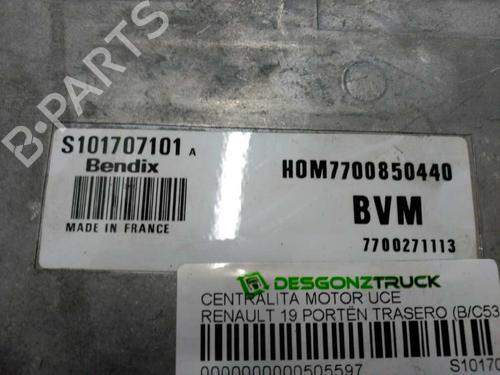 B-PARTS
S101707101 A
Bendix
MADE IN FRANCE
HOM7700850440
BVM
7700271113
DESGONZTRUCK
CENTRALITA MOTOR UCE
RENAULT 19 PORTÉN TRASERO (B/C53
0000000000505597
S10170